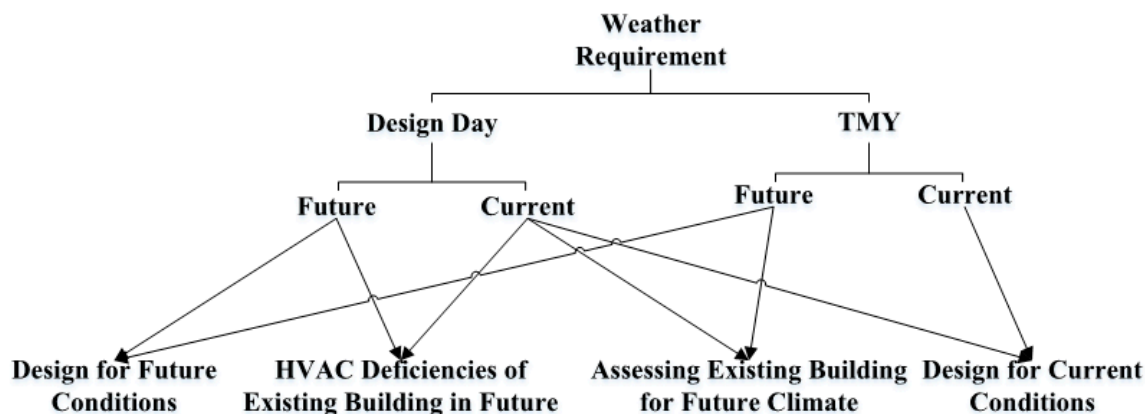 Weather
Requirement
Design Day
TMY
Future
Current
Future
Current
Design for Future
Conditions
HVAC Deficiencies of
Existing Building in Future
Assessing Existing Building
for Future Climate
Design for Current
Conditions